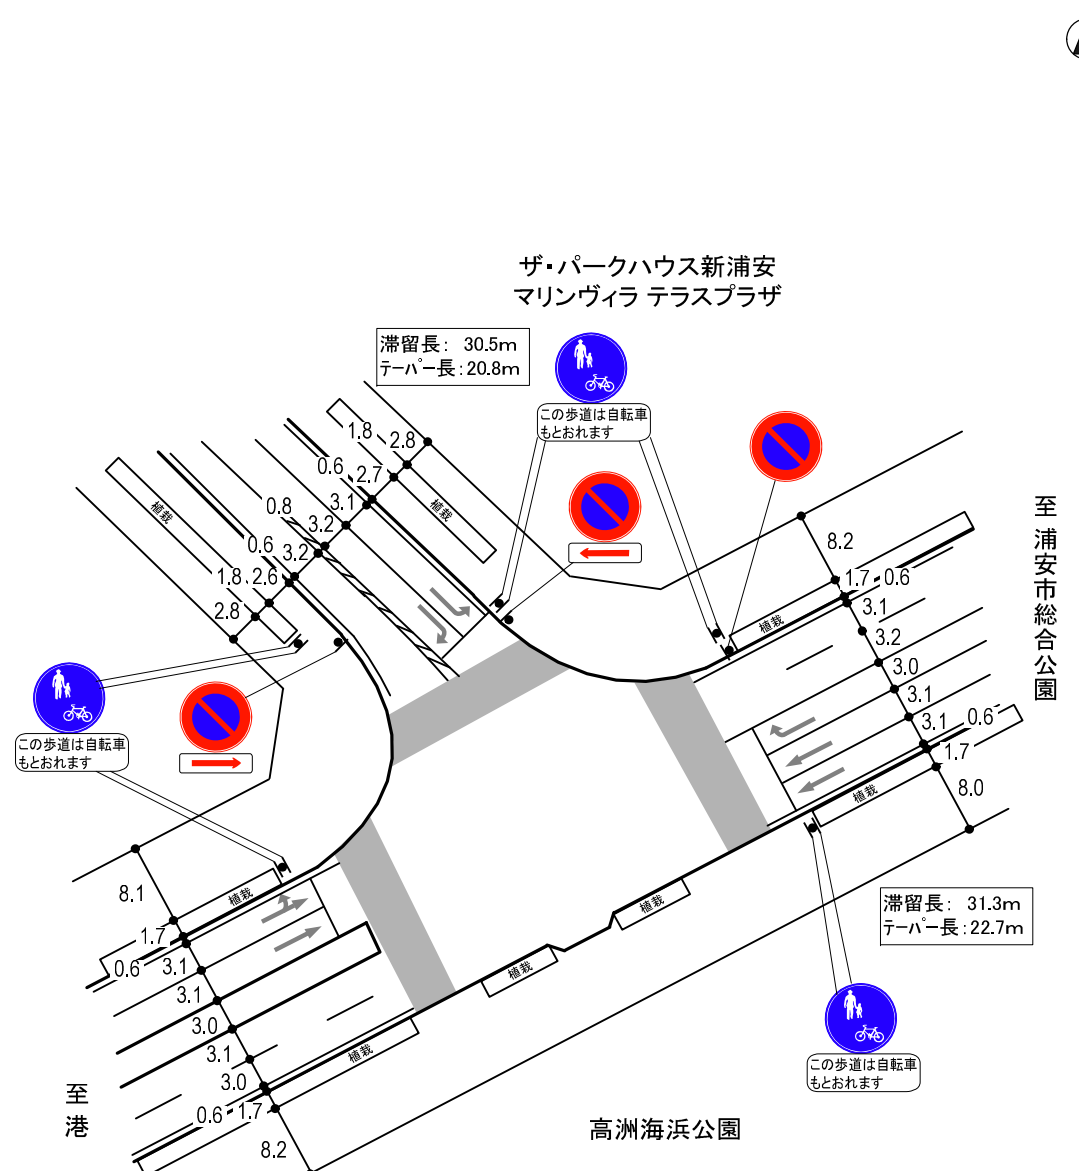 ザ・パークハウス新浦安
マリンヴィラ テラスプラザ
滞留長： 30.5m
テーパー長：20.8m
この歩道は自転車
もとおれます
1.8
2.8
0.6
2.7
3.1
0.8
3.2
植栽
植栽
0.6
3.2
1.8
2.6
2.8
至浦安市総合公園
8.2
1.7
0.6
3.1
3.2
3.0
3.1
3.1
0.6
1.7
8.0
植栽
植栽
この歩道は自転車
もとおれます
8.1
植栽
1.7
0.6
3.1
3.1
3.0
3.1
3.0
0.6
1.7
8.2
植栽
植栽
植栽
滞留長： 31.3m
テーパー長：22.7m
この歩道は自転車
もとおれます
至港
高洲海浜公園